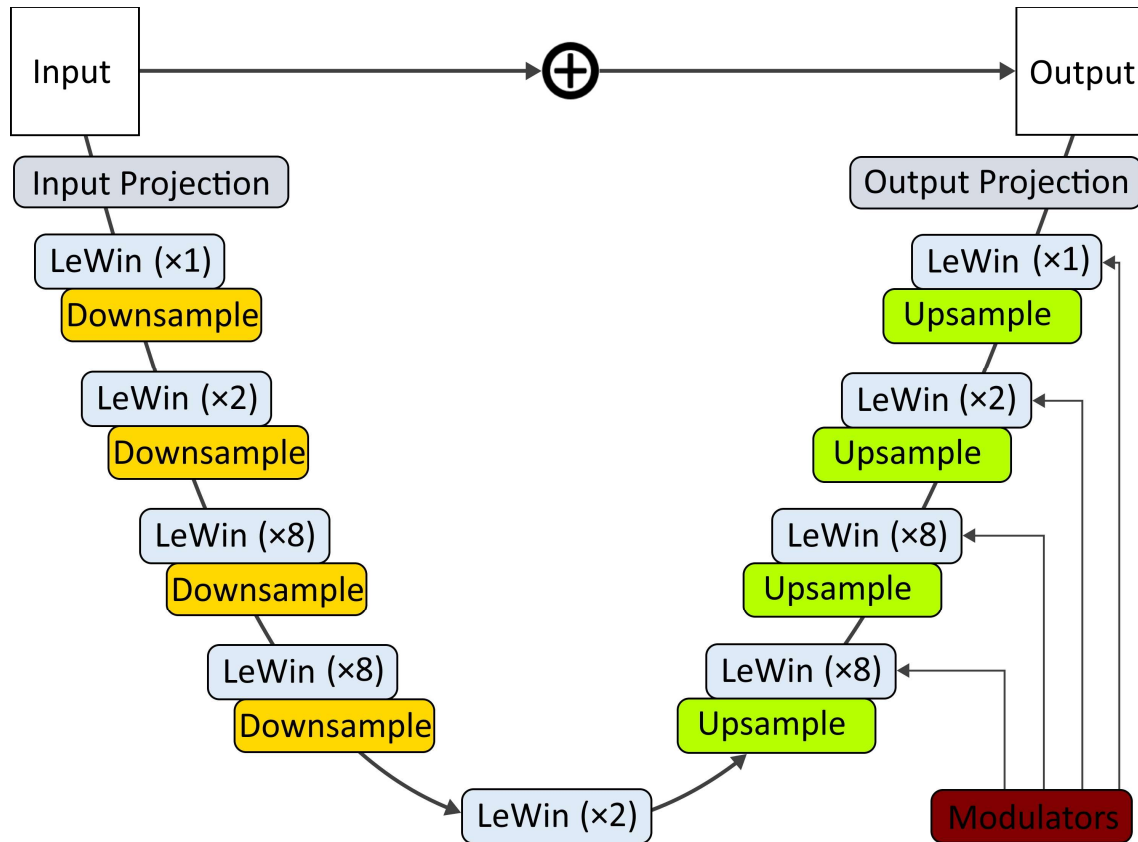 Input
Output
Input Projection
Output Projection
LeWin (×1)
LeWin (×1)
Downsample
Upsample
LeWin (×2)
LeWin (×2)
Downsample
Upsample
LeWin (×8)
LeWin (×8)
Downsample
Upsample
LeWin (×8)
LeWin (×8)
Downsample
Upsample
LeWin (×2)
Modulators